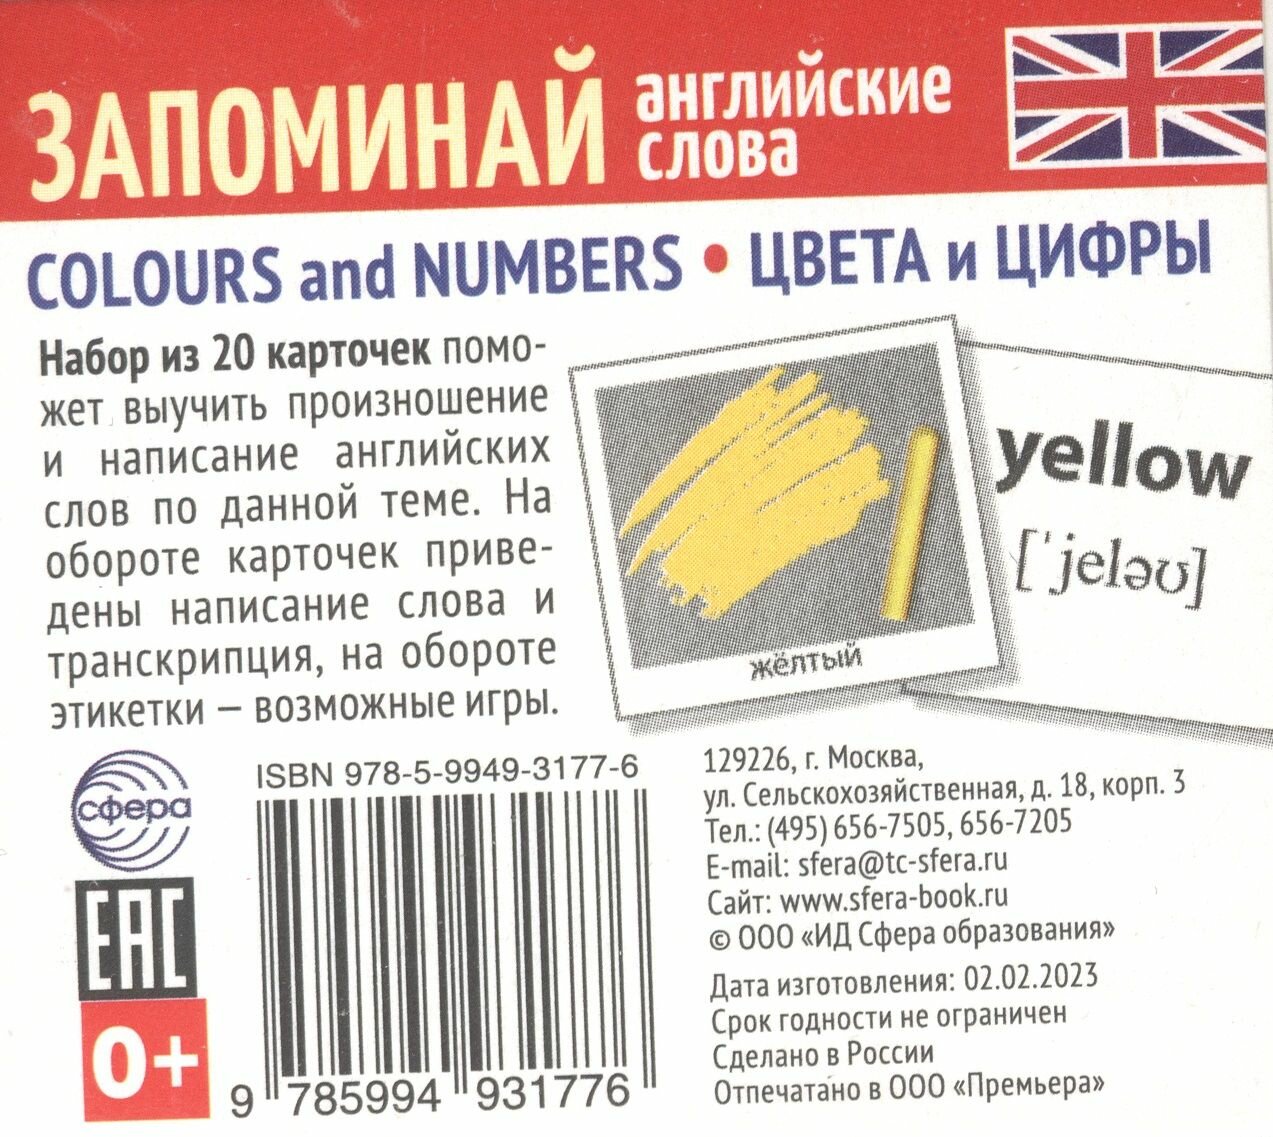 ЗАПОМИНАЙ английские
слова
COLOURS and NUMBERS • ЦВЕТА и ЦИФРЫ
Набор из 20 карточек помо-
жет выучить произношение
и написание английских
слов по данной теме. На
обороте карточек приве-
дены написание слова и
транскрипция, на обороте
этикетки — возможные игры.
жёлтый
yellow
[ˈjeləʊ]
сфера
ЕАС
0+
ISBN 978-5-9949-3177-6
9 785994 931776
129226, г. Москва,
ул. Сельскохозяйственная, д. 18, корп. 3
Тел.: (495) 656-7505, 656-7205
E-mail: sfera@tc-sfera.ru
Сайт: www.sfera-book.ru
© ООО «ИД Сфера образования»
Дата изготовления: 02.02.2023
Срок годности не ограничен
Сделано в России
Отпечатано в ООО «Премьера»